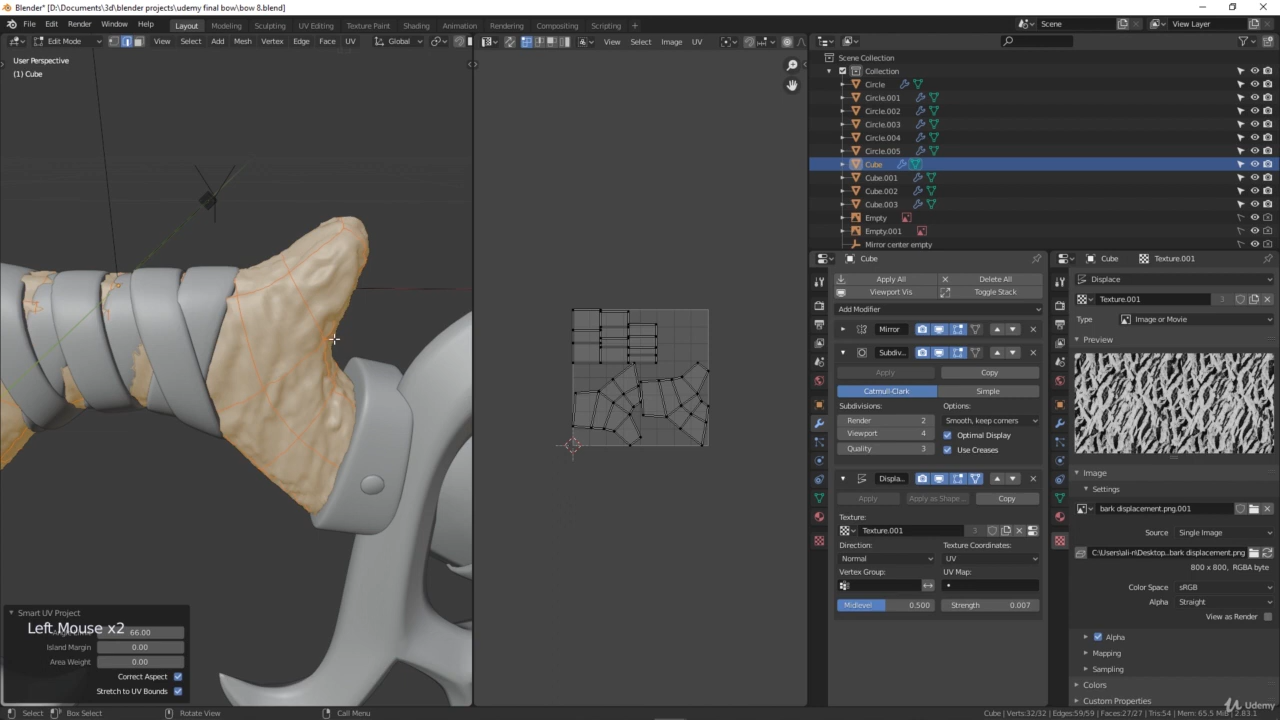 Blender* [D:\Documents\3d\blender projects\udemy final bow\bow 8.blend]
File Edit Render Window Help Layout Modeling Sculpting UV Editing Texture Paint Shading Animation Rendering Compositing Scripting + Scene View Layer
Edit Mode View Select Add Mesh Vertex Edge Face UV Global View Select Image UV
User Perspective
(1) Cube
Scene Collection
Collection
Circle
Circle.001
Circle.002
Circle.003
Circle.004
Circle.005
Cube
Cube.001
Cube.002
Cube.003
Empty
Empty.001
Mirror center empty
Cube
Apply All Delete All
Viewport Vis Toggle Stack
Add Modifier
Mirror
Subdiv...
Apply Copy
Catmull-Clark Simple
Subdivisions: Options:
Render 2 Smooth, keep corners
Viewport 4 Optimal Display
Quality 3 Use Creases
Displa...
Apply Apply as Shape... Copy
Texture:
Texture.001 3
Direction: Texture Coordinates:
Normal UV
Vertex Group: UV Map:
Midlevel 0.500 Strength 0.007
Cube Texture.001
Displace
Texture.001 3
Type Image or Movie
Preview
Image
Settings
bark displacement.png.001
Source Single Image
C:\Users\ali-r\Desktop...bark displacement.png
800 x 800, RGBA byte
Color Space sRGB
Alpha Straight
View as Render
Alpha
Mapping
Sampling
Colors
Custom Properties
Smart UV Project
Left Mouse x2
66.00
Island Margin 0.00
Area Weight 0.00
Correct Aspect
Stretch to UV Bounds
Select Box Select Rotate View Call Menu
Cube | Verts:32/32 | Edges:59/59 | Faces:27/27 | Tris:54 | Mem: 65.5 MiB | 2.83.1
Udemy